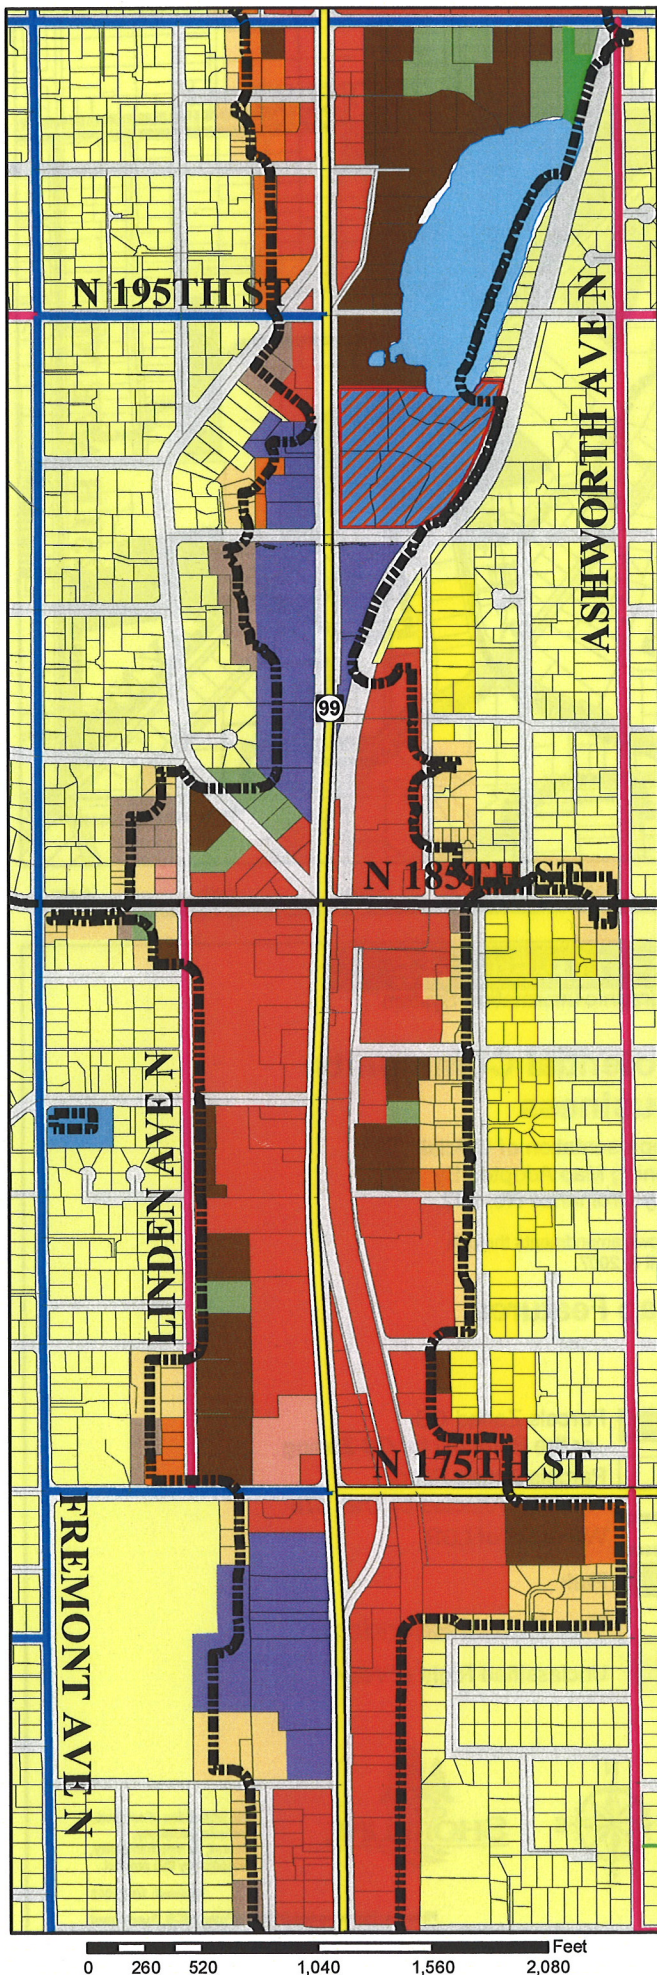 N 195TH ST
ASHWORTH AVE N
99
N 185TH ST
LINDEN AVE N
N 175TH ST
FREMONT AVE N
Feet
0 260 520 1,040 1,560 2,080